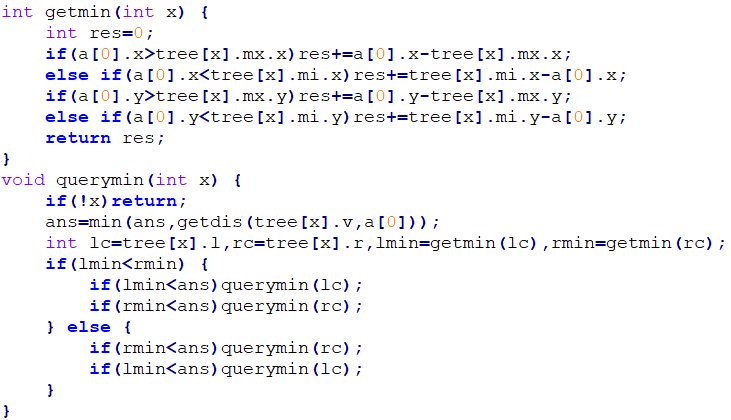 int getmin(int x) {
    int res=0;
    if(a[0].x>tree[x].mx.x)res+=a[0].x-tree[x].mx.x;
    else if(a[0].x<tree[x].mi.x)res+=tree[x].mi.x-a[0].x;
    if(a[0].y>tree[x].mx.y)res+=a[0].y-tree[x].mx.y;
    else if(a[0].y<tree[x].mi.y)res+=tree[x].mi.y-a[0].y;
    return res;
}
void querymin(int x) {
    if(!x)return;
    ans=min(ans,getdis(tree[x].v,a[0]));
    int lc=tree[x].l,rc=tree[x].r,lmin=getmin(lc),rmin=getmin(rc);
    if(lmin<rmin) {
        if(lmin<ans)querymin(lc);
        if(rmin<ans)querymin(rc);
    } else {
        if(rmin<ans)querymin(rc);
        if(lmin<ans)querymin(lc);
    }
}